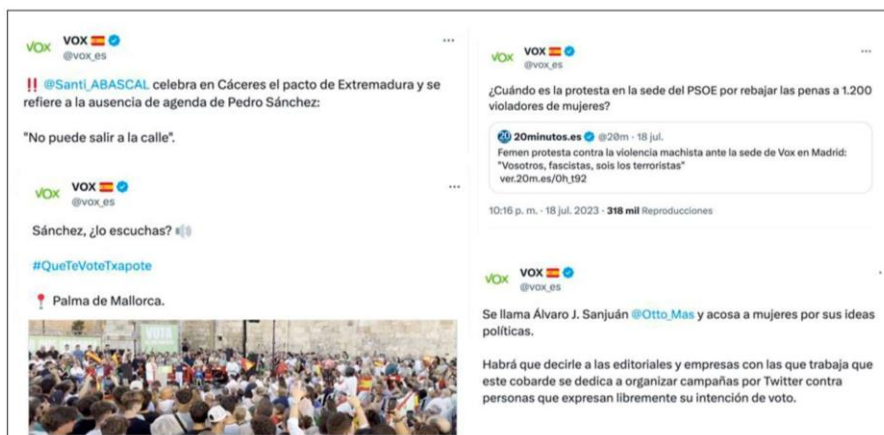 VOX
VOX
@vox_es
...
‼ @Santi_ABASCAL celebra en Cáceres el pacto de Extremadura y se
refiere a la ausencia de agenda de Pedro Sánchez:
"No puede salir a la calle".
VOX
VOX
@vox_es
...
Sánchez, ¿lo escuchas? 🔊
#QueTeVoteTxapote
📍 Palma de Mallorca.
VOTA
VOX
VOX
@vox_es
...
¿Cuándo es la protesta en la sede del PSOE por rebajar las penas a 1.200
violadores de mujeres?
20 20minutos.es @20m · 18 jul.
Femen protesta contra la violencia machista ante la sede de Vox en Madrid:
"Vosotros, fascistas, sois los terroristas"
ver.20m.es/0h_t92
10:16 p. m. · 18 jul. 2023 · 318 mil Reproducciones
VOX
VOX
@vox_es
Se llama Álvaro J. Sanjuán @Otto_Mas y acosa a mujeres por sus ideas
políticas.
Habrá que decirle a las editoriales y empresas con las que trabaja que
este cobarde se dedica a organizar campañas por Twitter contra
personas que expresan libremente su intención de voto.